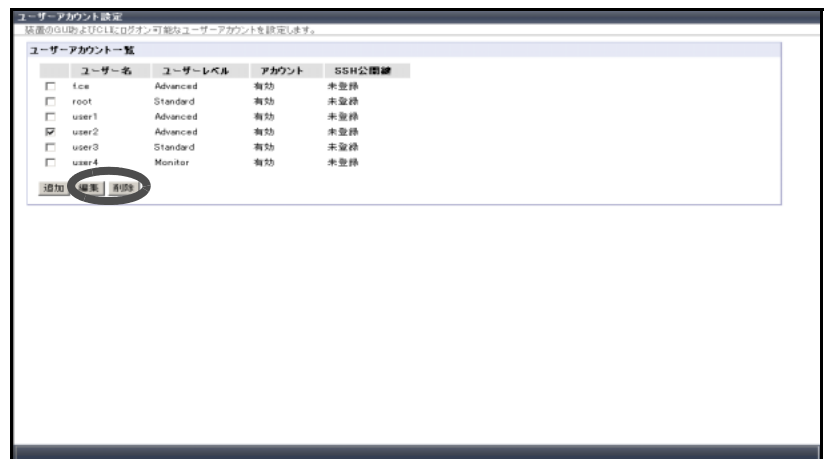 ユーザーアカウント設定
装置のGUIおよびCLIにログオン可能なユーザーアカウントを設定します。
ユーザーアカウント一覧
ユーザー名 ユーザーレベル アカウント SSH公開鍵
f.ce Advanced 有効 未登録
root Standard 有効 未登録
user1 Advanced 有効 未登録
user2 Advanced 有効 未登録
user3 Standard 有効 未登録
user4 Monitor 有効 未登録
追加 編集 削除